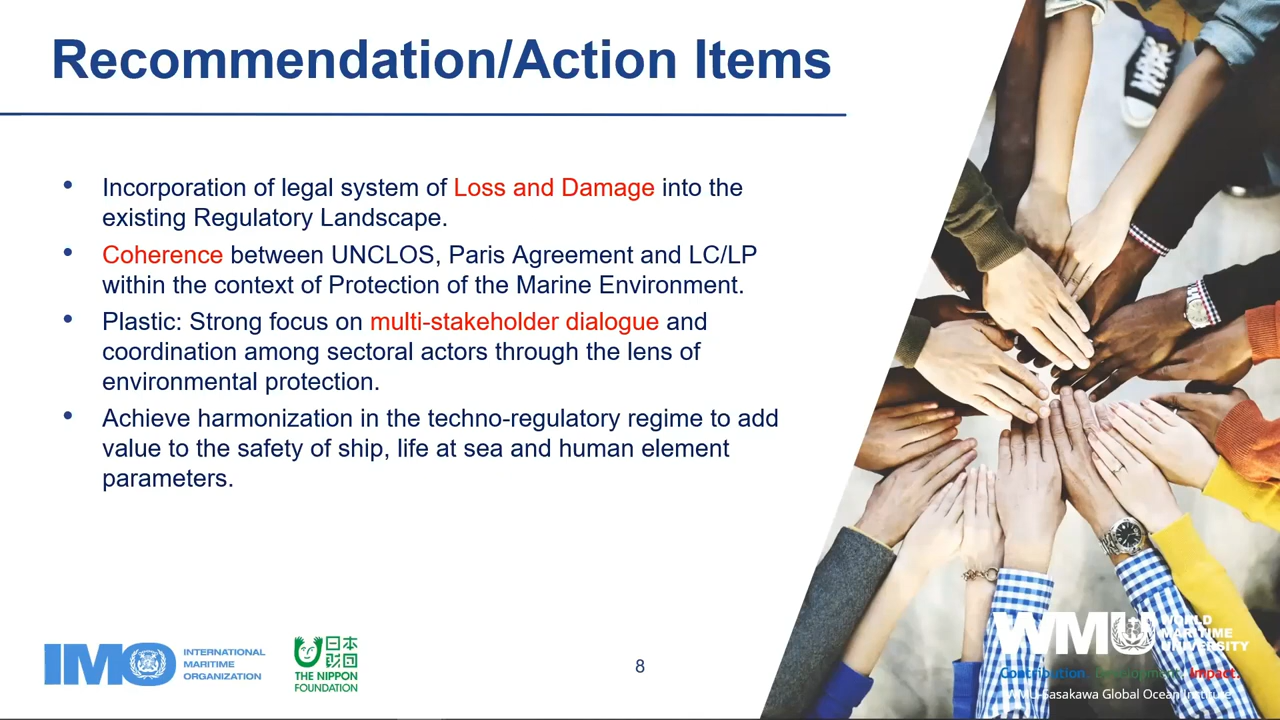 Recommendation/Action Items
• Incorporation of legal system of Loss and Damage into the
existing Regulatory Landscape.
• Coherence between UNCLOS, Paris Agreement and LC/LP
within the context of Protection of the Marine Environment.
• Plastic: Strong focus on multi-stakeholder dialogue and
coordination among sectoral actors through the lens of
environmental protection.
• Achieve harmonization in the techno-regulatory regime to add
value to the safety of ship, life at sea and human element
parameters.
IMO
INTERNATIONAL
MARITIME
ORGANIZATION
日本
財団
THE NIPPON
FOUNDATION
8
WMU
WORLD
MARITIME
UNIVERSITY
Contribution. Development. Impact.
WMU-Sasakawa Global Ocean Institute